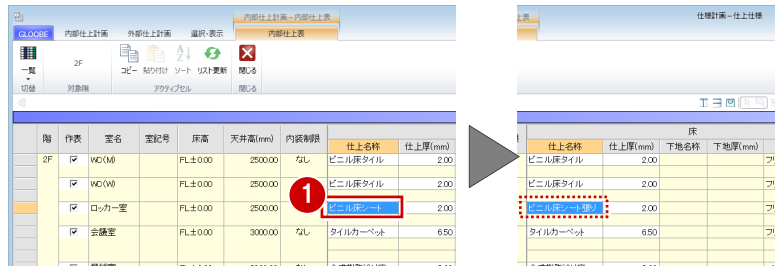 内部仕上計画 - 内部仕上表
GLOOBE 内部仕上計画 外部仕上計画 選択・表示 内部仕上表
一覧 2F コピー 貼り付け ソート リスト更新 閉じる
切替 対象階 アクティブセル 閉じる
階 作表 室名 室記号 床高 天井高(mm) 内装制限 仕上名称 仕上厚(mm)
2F WC(M) FL±0.00 2500.00 なし ビニル床タイル 2.00
WC(W) FL±0.00 2500.00 なし ビニル床タイル 2.00
ロッカー室 FL±0.00 2500.00 ビニル床シート 2.00
1
会議室 FL±0.00 3000.00 なし タイルカーペット 6.50
上表 仕様計画-仕上仕様
床
仕上名称 仕上厚(mm) 下地名称 下地厚(mm)
ビニル床タイル 2.00
ビニル床タイル 2.00
ビニル床シート張り 2.00
タイルカーペット 6.50